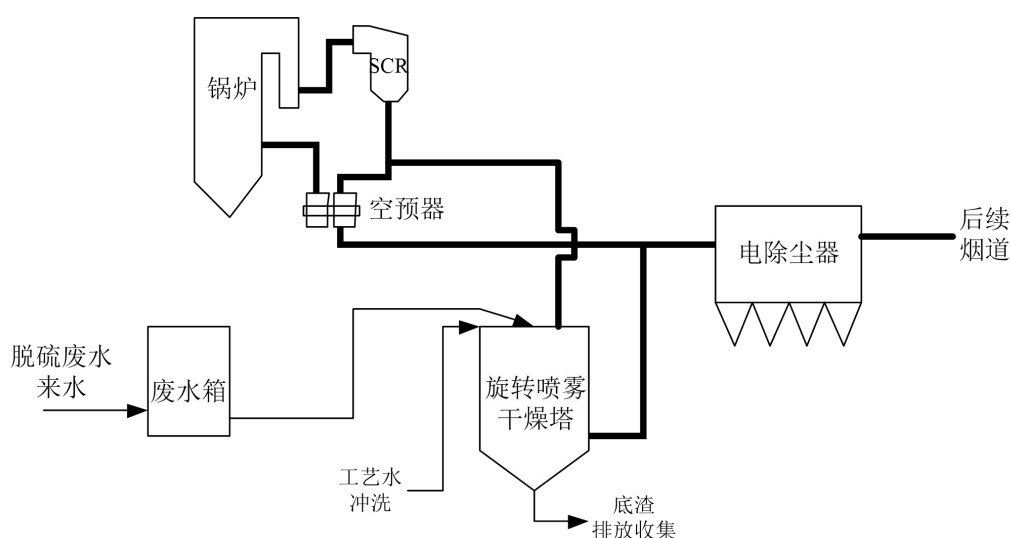 锅炉
SCR
空预器
电除尘器
后续
烟道
脱硫废水
来水
废水箱
旋转喷雾
干燥塔
工艺水
冲洗
底渣
排放收集